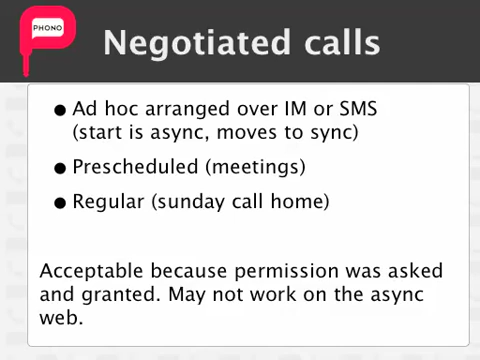 PHONO
Negotiated calls
● Ad hoc arranged over IM or SMS
(start is async, moves to sync)
● Prescheduled (meetings)
● Regular (sunday call home)
Acceptable because permission was asked
and granted. May not work on the async
web.